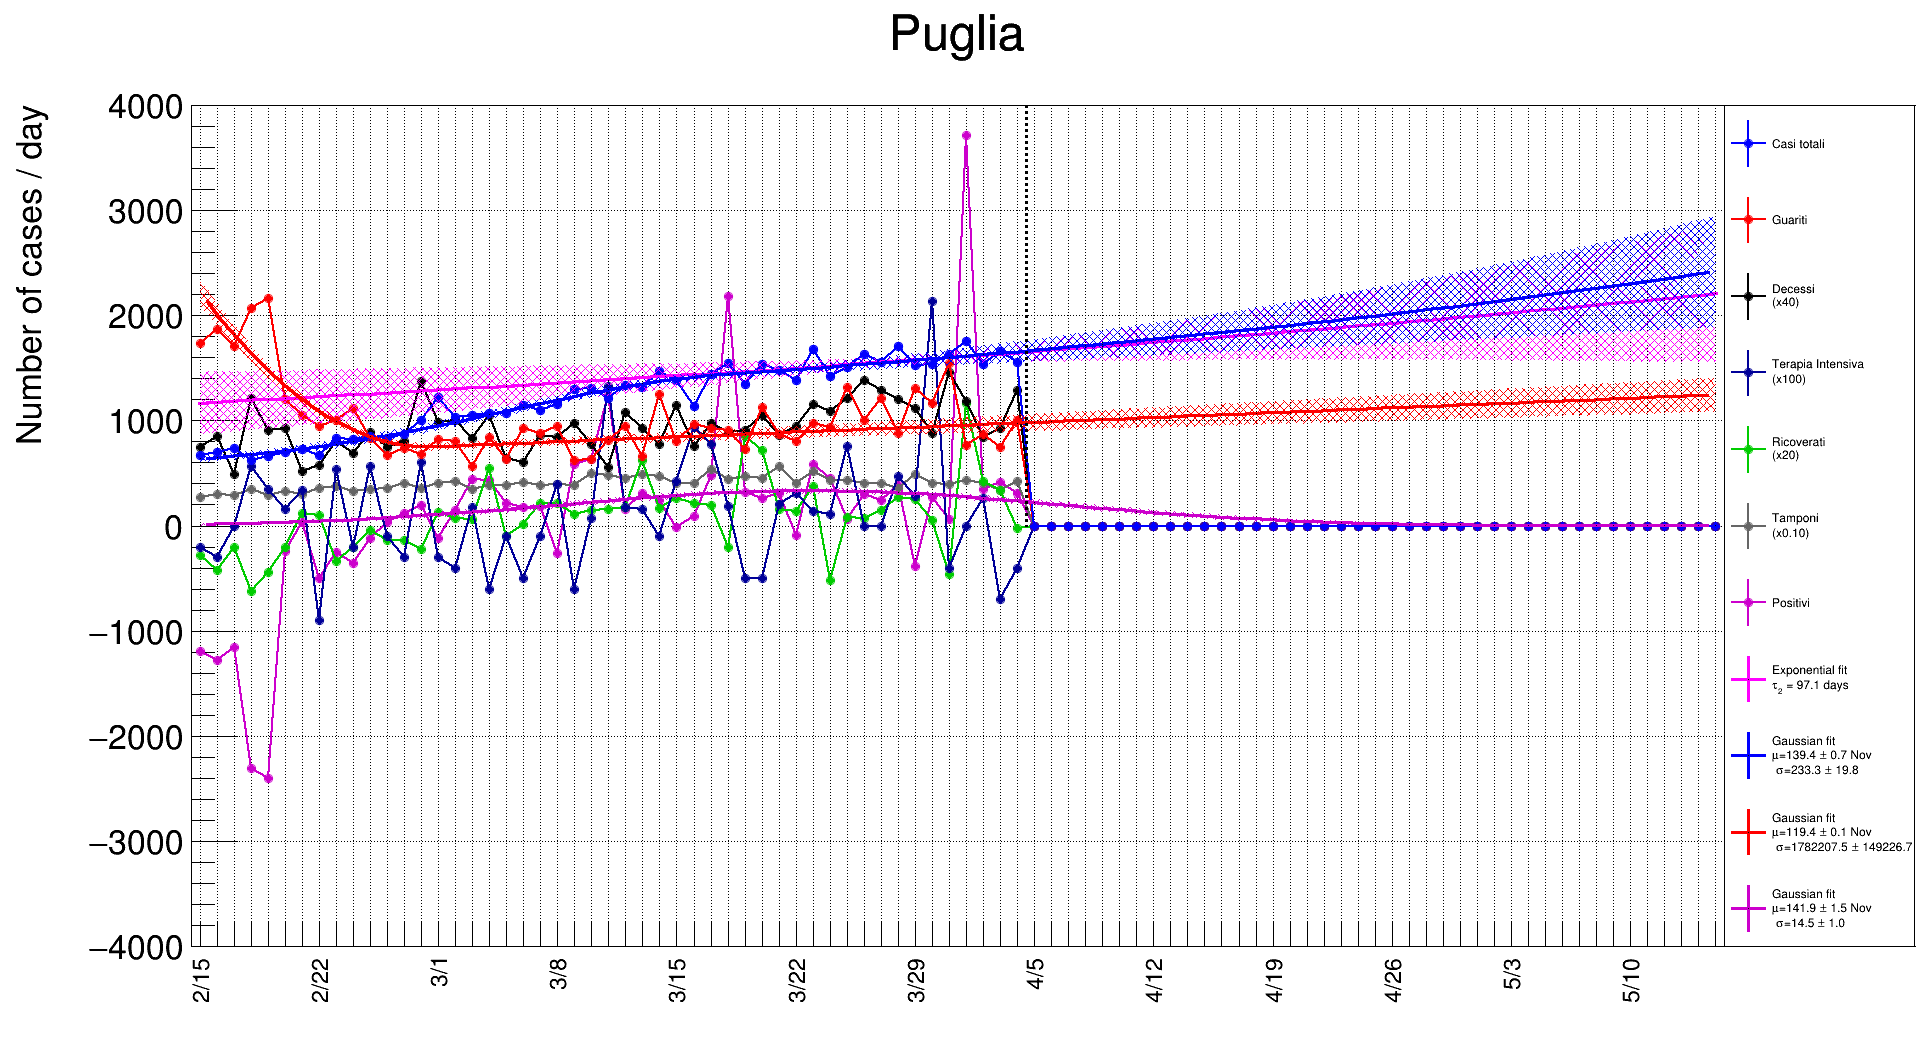 Puglia
Number of cases / day
4000
3000
2000
1000
0
−1000
−2000
−3000
−4000
2/15
2/22
3/1
3/8
3/15
3/22
3/29
4/5
4/12
4/19
4/26
5/3
5/10
Casi totali
Guariti
Decessi
(x40)
Terapia Intensiva
(x100)
Ricoverati
(x20)
Tamponi
(x0.10)
Positivi
Exponential fit
τ2 = 97.1 days
Gaussian fit
μ=139.4 ± 0.7 Nov
σ=233.3 ± 19.8
Gaussian fit
μ=119.4 ± 0.1 Nov
σ=1782207.5 ± 149226.7
Gaussian fit
μ=141.9 ± 1.5 Nov
σ=14.5 ± 1.0